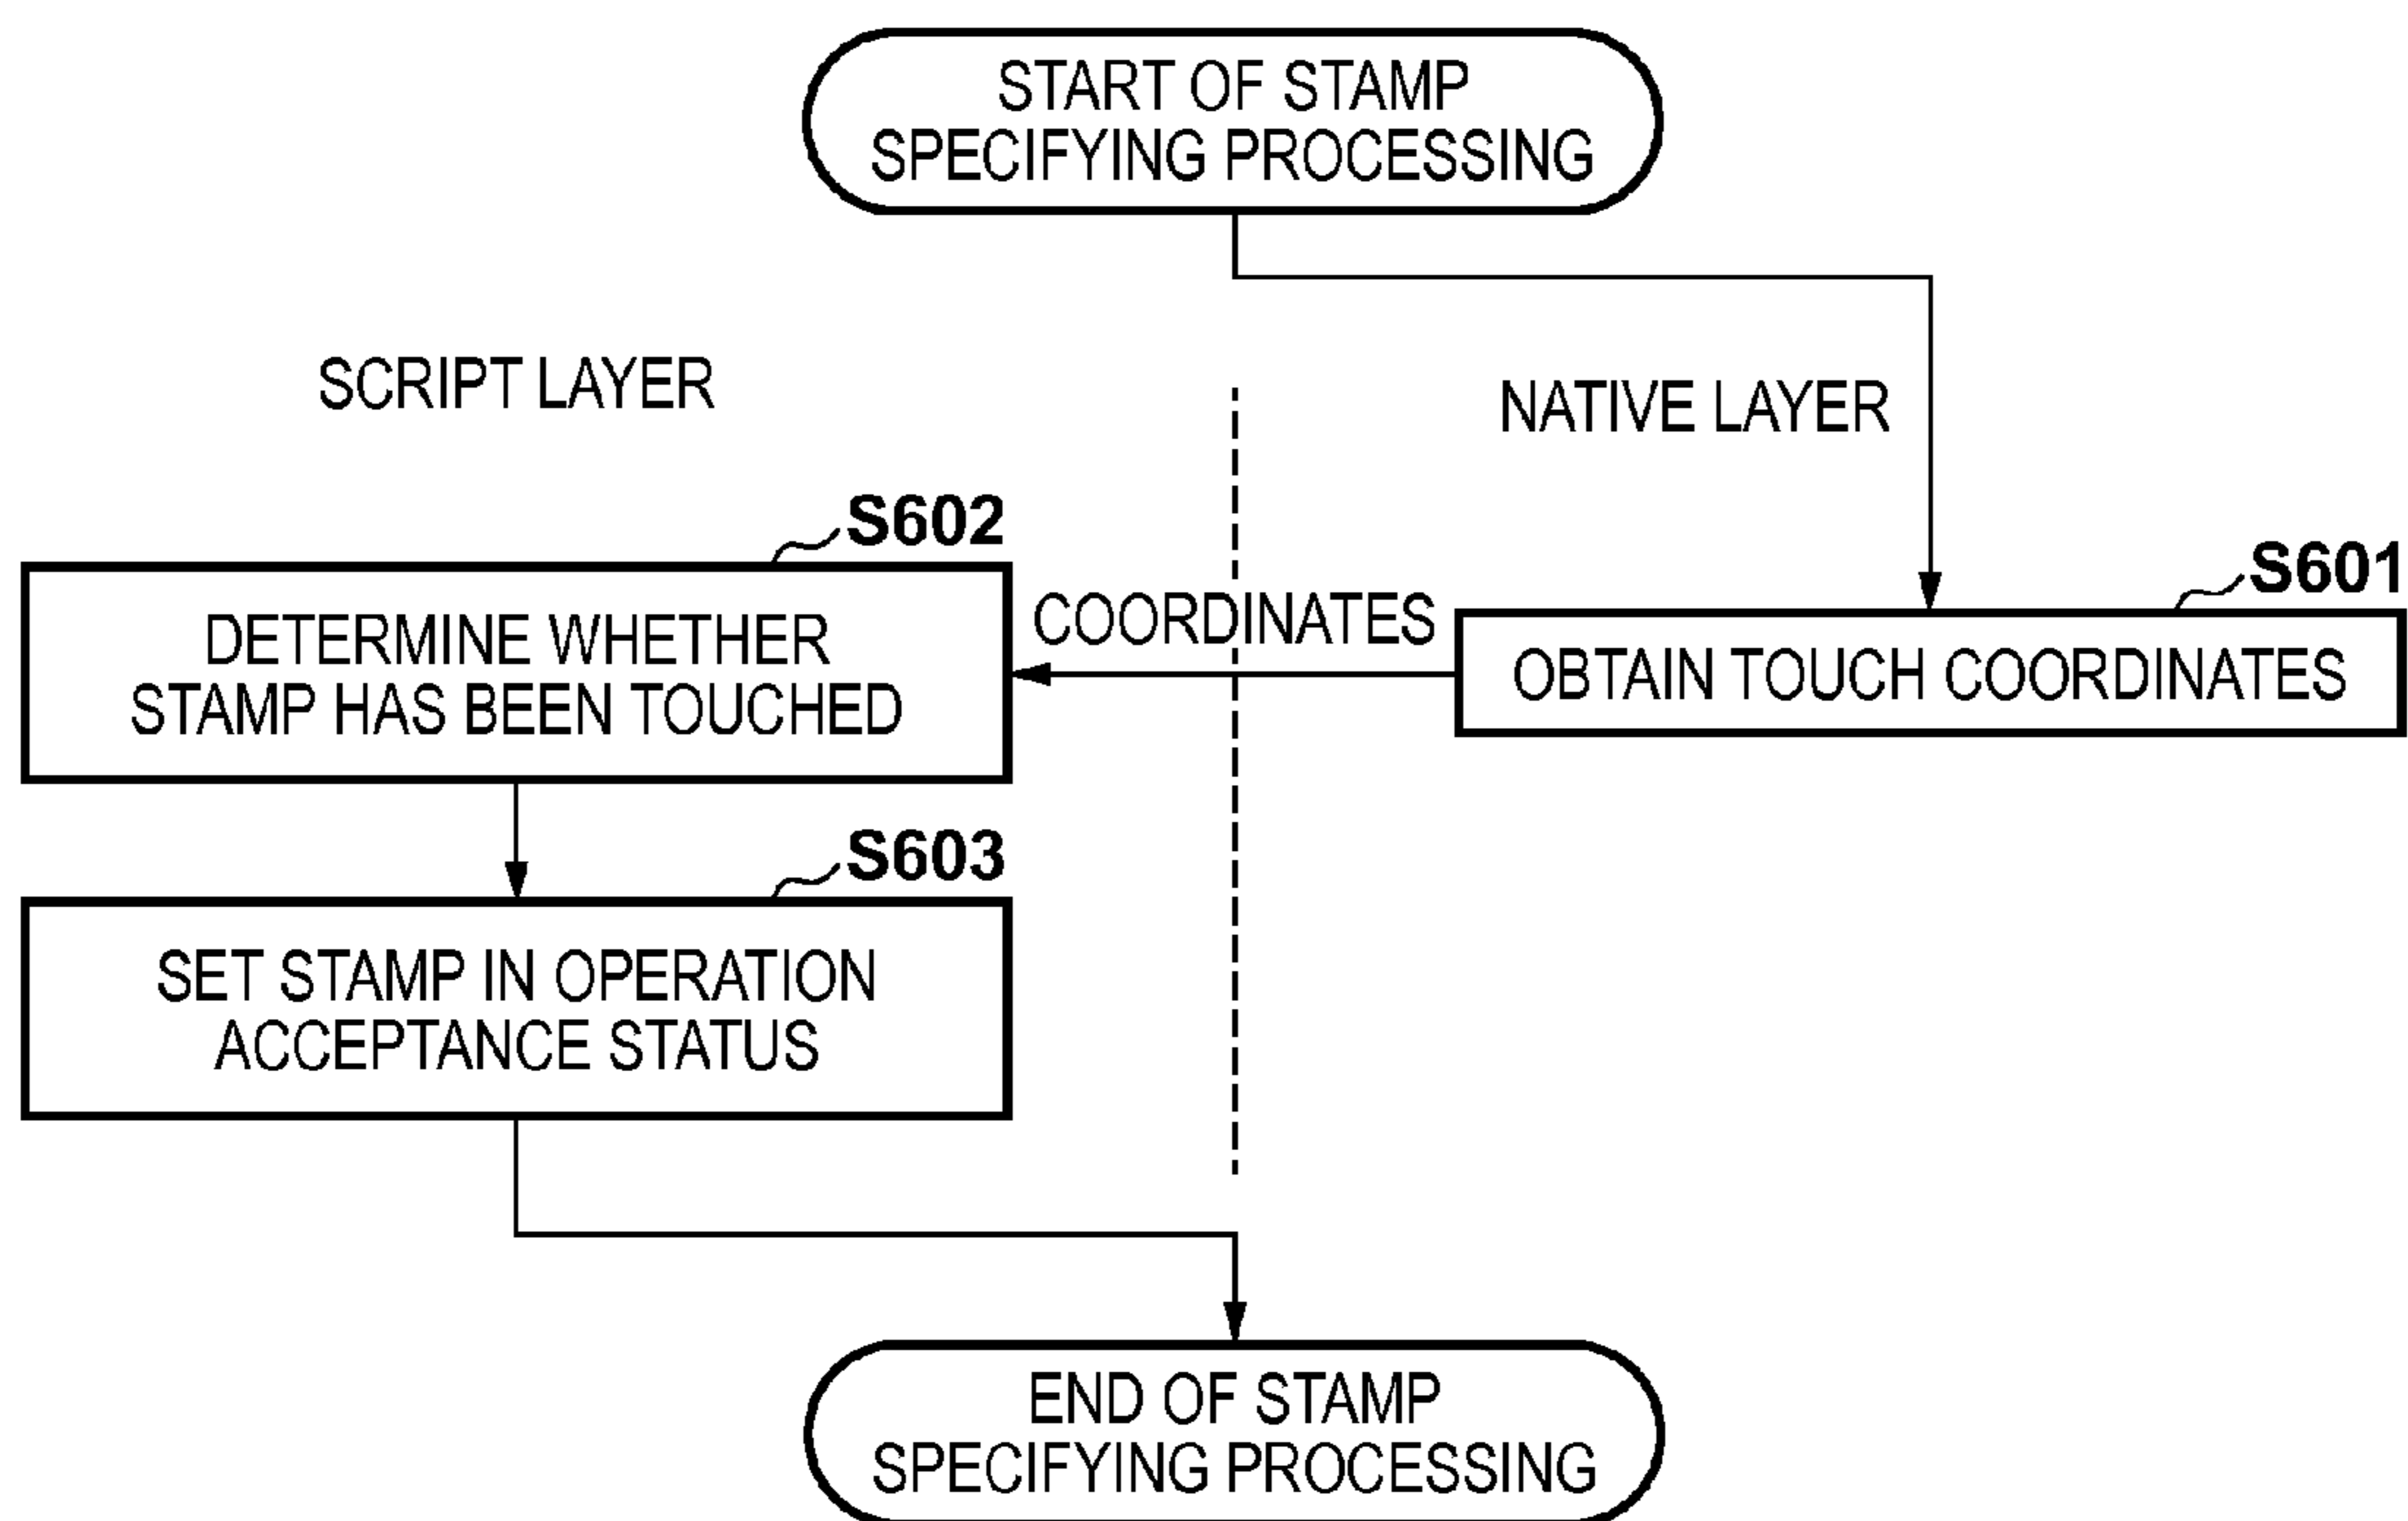 START OF STAMP
SPECIFYING PROCESSING
SCRIPT LAYER
NATIVE LAYER
S602
S601
DETERMINE WHETHER
STAMP HAS BEEN TOUCHED
COORDINATES
OBTAIN TOUCH COORDINATES
S603
SET STAMP IN OPERATION
ACCEPTANCE STATUS
END OF STAMP
SPECIFYING PROCESSING